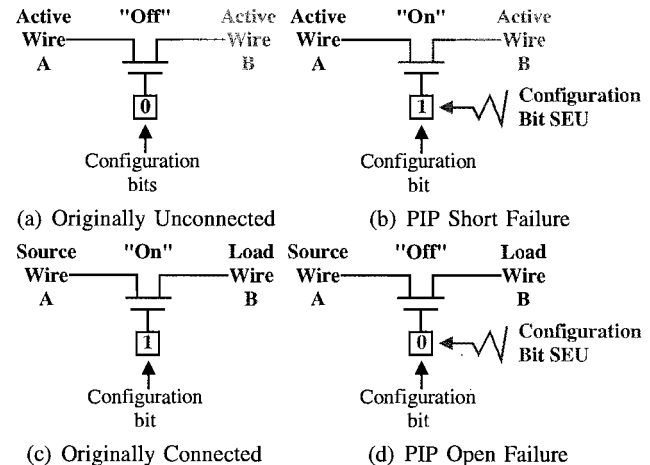 Active "Off" Active
Wire Wire
A B
0
Configuration
bits
(a) Originally Unconnected
Active "On" Active
Wire Wire
A B
1 Configuration
Bit SEU
Configuration
bit
(b) PIP Short Failure
Source "On" Load
Wire Wire
A B
1
Configuration
bit
(c) Originally Connected
Source "Off" Load
Wire Wire
A B
0 Configuration
Bit SEU
Configuration
bit
(d) PIP Open Failure